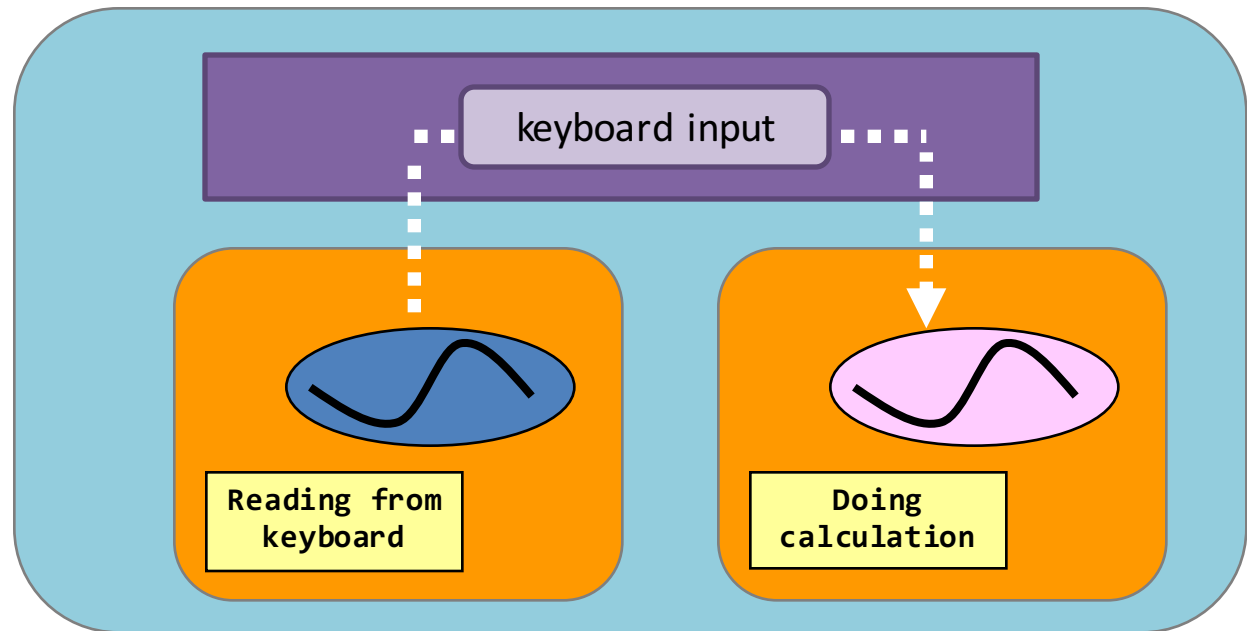 keyboard input
Reading from
keyboard
Doing
calculation